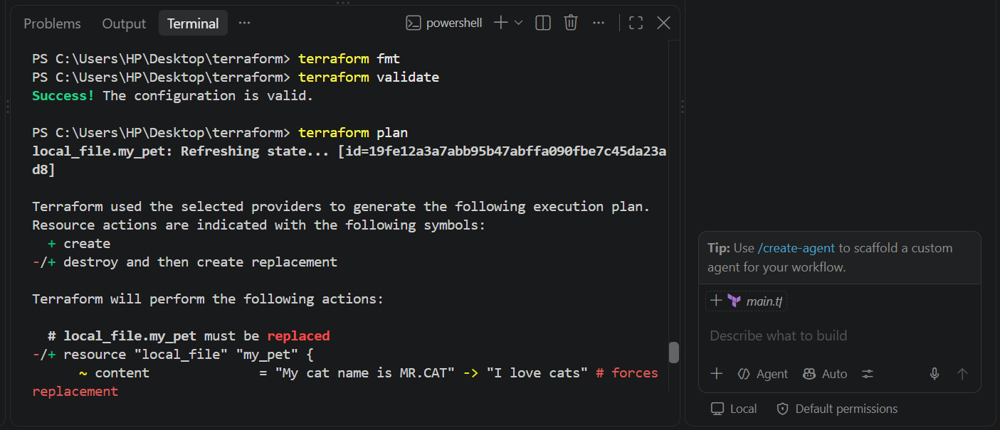 Problems Output Terminal ... powershell
PS C:\Users\HP\Desktop\terraform> terraform fmt
PS C:\Users\HP\Desktop\terraform> terraform validate
Success! The configuration is valid.
PS C:\Users\HP\Desktop\terraform> terraform plan
local_file.my_pet: Refreshing state... [id=19fe12a3a7abb95b47abffa090fbe7c45da23a
d8]
Terraform used the selected providers to generate the following execution plan.
Resource actions are indicated with the following symbols:
+ create
-/+ destroy and then create replacement
Terraform will perform the following actions:
# local_file.my_pet must be replaced
-/+ resource "local_file" "my_pet" {
~ content = "My cat name is MR.CAT" -> "I love cats" # forces
replacement
Tip: Use /create-agent to scaffold a custom
agent for your workflow.
main.tf
Describe what to build
Agent Auto
Local Default permissions